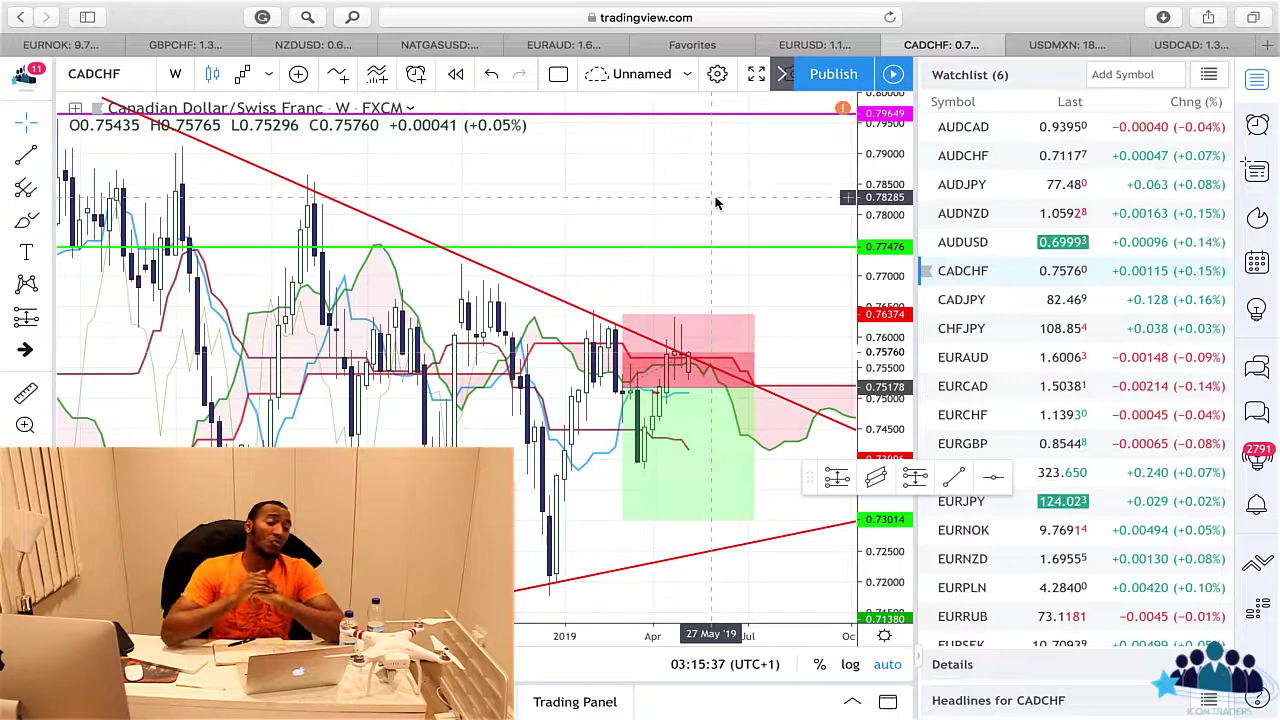 tradingview.com
EURNOK: 9.7...
GBPCHF: 1.3...
NZDUSD: 0.6...
NATGASUSD:...
EURAUD: 1.6...
Favorites
EURUSD: 1.1...
CADCHF: 0.7...
USDMXN: 18....
USDCAD: 1.3...
11
CADCHF
W
Unnamed
Publish
Watchlist (6)
Add Symbol
Canadian Dollar/Swiss Franc · W · FXCM
O0.75435 H0.75765 L0.75296 C0.75760 +0.00041 (+0.05%)
Symbol Last Chng (%)
AUDCAD 0.93950 −0.00040 (−0.04%)
AUDCHF 0.71177 +0.00047 (+0.07%)
AUDJPY 77.480 +0.063 (+0.08%)
AUDNZD 1.05928 +0.00163 (+0.15%)
AUDUSD 0.69993 +0.00096 (+0.14%)
CADCHF 0.75760 +0.00115 (+0.15%)
CADJPY 82.469 +0.128 (+0.16%)
CHFJPY 108.854 +0.038 (+0.03%)
EURAUD 1.60063 −0.00148 (−0.09%)
EURCAD 1.50381 −0.00214 (−0.14%)
EURCHF 1.13930 −0.00006 (−0.01%)
EURGBP 0.85448 −0.00065 (−0.08%)
323.650 +0.240 (+0.07%)
EURJPY 124.023 +0.029 (+0.02%)
EURNOK 9.76914 +0.00494 (+0.05%)
EURNZD 1.69555 +0.00130 (+0.08%)
EURPLN 4.28400 +0.00420 (+0.10%)
EURRUB 73.1181 −0.0045 (−0.01%)
0.79649
0.79500
0.79000
0.78500
0.78285
0.78000
0.77476
0.77000
0.76500
0.76374
0.76000
0.75760
0.75178
0.75000
0.74500
0.73014
0.72500
0.72000
0.71380
2791
2019
Apr
27 May '19
Jul
Oc
03:15:37 (UTC+1)
%
log
auto
Details
Trading Panel
Headlines for CADCHF
ICON TRADERS